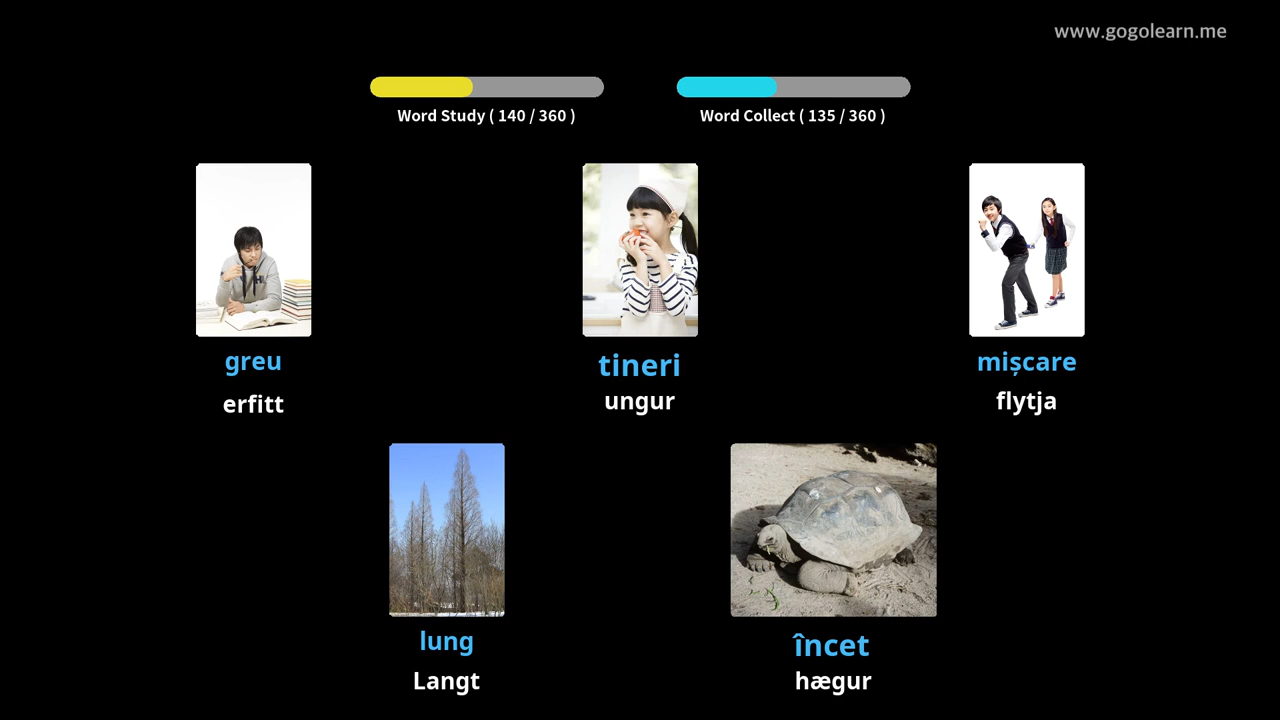 www.gogolearn.me
Word Study ( 140 / 360 )
Word Collect ( 135 / 360 )
greu
erfitt
tineri
ungur
mișcare
flytja
lung
Langt
încet
hægur